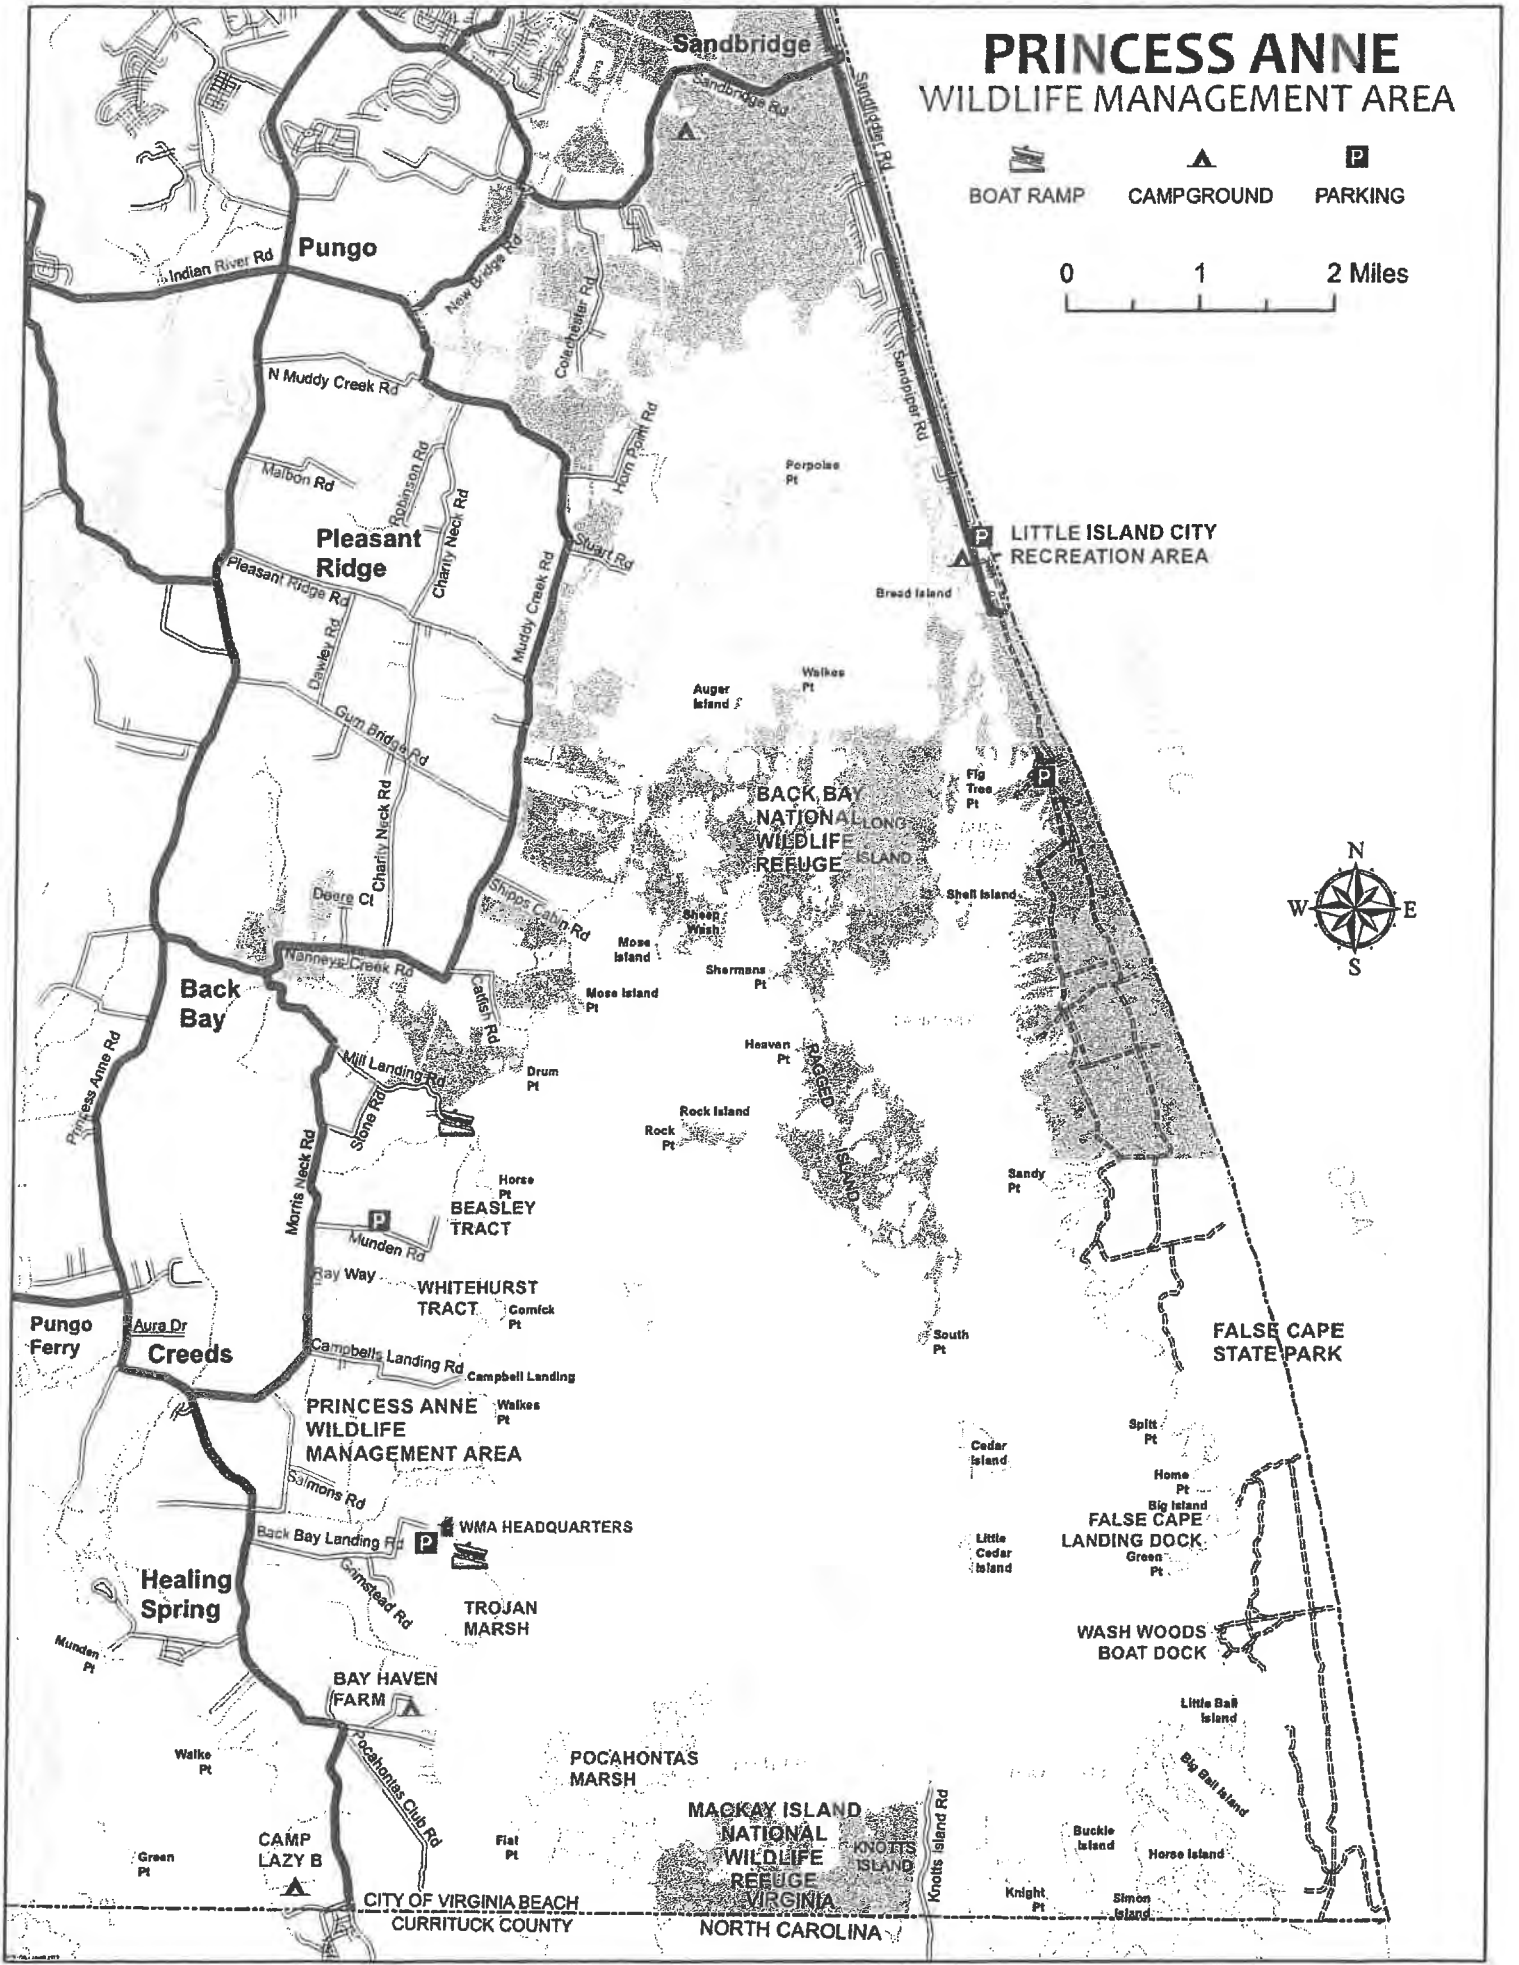 PRINCESS ANNE
WILDLIFE MANAGEMENT AREA
BOAT RAMP
CAMPGROUND
PARKING
0 1 2 Miles
Sandbridge
Sandbridge Rd
Sandfiddler Rd
Pungo
Indian River Rd
New Bridge Rd
Colechester Rd
N Muddy Creek Rd
Sandpiper Rd
Horn Point Rd
Malbon Rd
Robinson Rd
Charity Neck Rd
Porpoise
Pt
P
LITTLE ISLAND CITY
RECREATION AREA
Pleasant
Ridge
Stuart Rd
Pleasant Ridge Rd
Muddy Creek Rd
Bread Island
Dawley Rd
Walkes
Pt
Auger
Island
Gum Bridge Rd
Fig
Tree
Pt
P
BACK BAY
NATIONAL
WILDLIFE
REFUGE
LONG
ISLAND
Charity Neck Rd
Deere Ct
Shipps Cabin Rd
Shell Island
Sheep
Wash
Mose
Island
N
W E
S
Nanneys Creek Rd
Shermans
Pt
Back
Bay
Catfish Rd
Mose Island
Pt
Princess Anne Rd
Mill Landing Rd
Heaven
Pt
RAGGED
ISLAND
Drum
Pt
Stone Rd
Rock Island
Rock
Pt
Morris Neck Rd
Sandy
Pt
Horse
Pt
BEASLEY
TRACT
P
Munden Rd
Ray Way
WHITEHURST
TRACT
Cornick
Pt
Pungo
Ferry
Aura Dr
Creeds
South
Pt
FALSE CAPE
STATE PARK
Campbells Landing Rd
Campbell Landing
PRINCESS ANNE
WILDLIFE
MANAGEMENT AREA
Walkes
Pt
Spitt
Pt
Cedar
Island
Salmons Rd
Home
Pt
Big Island
FALSE CAPE
LANDING DOCK
Green
Pt
Back Bay Landing Rd
P
WMA HEADQUARTERS
Little
Cedar
Island
Healing
Spring
Grimstead Rd
TROJAN
MARSH
WASH WOODS
BOAT DOCK
Munden
Pt
BAY HAVEN
FARM
Little Ball
Island
Walke
Pt
Pocahontas Club Rd
POCAHONTAS
MARSH
Big Ball Island
MACKAY ISLAND
NATIONAL
WILDLIFE
REFUGE
VIRGINIA
KNOTTS
ISLAND
Knotts Island Rd
Buckle
Island
Horse Island
CAMP
LAZY B
Flat
Pt
Green
Pt
Knight
Pt
Simon
Island
CITY OF VIRGINIA BEACH
CURRITUCK COUNTY
NORTH CAROLINA